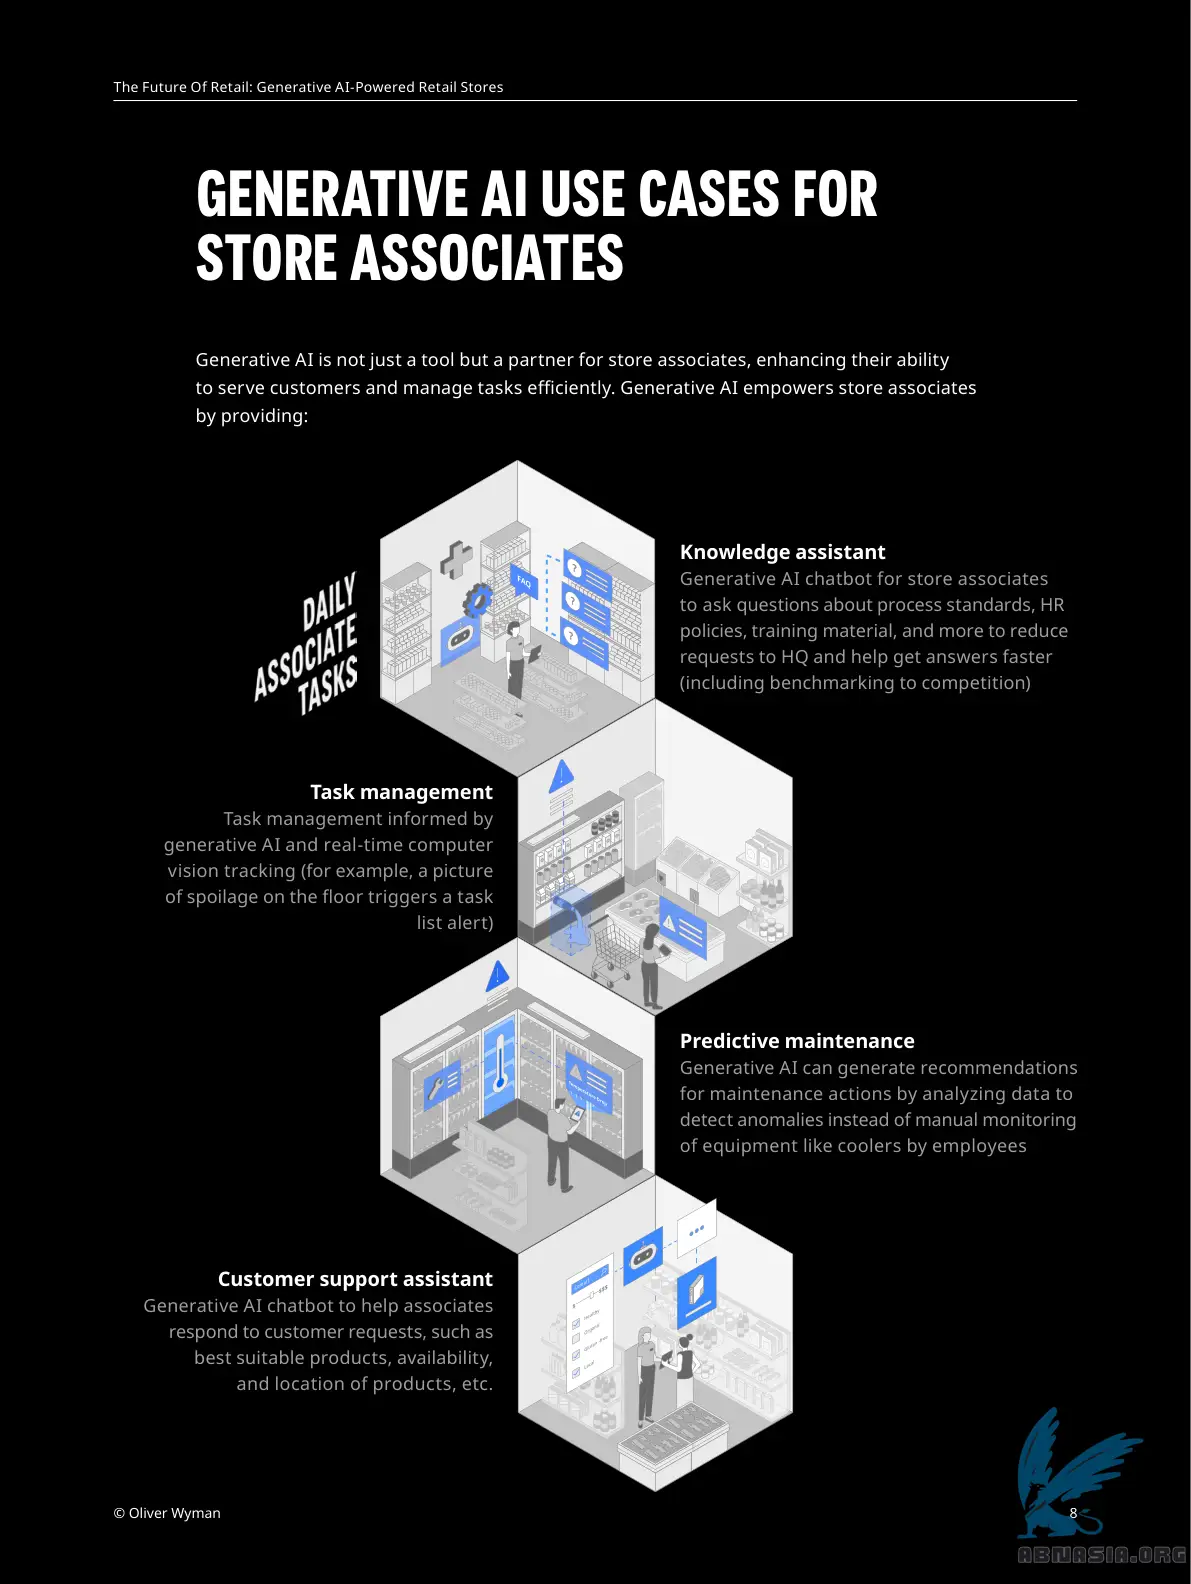 The Future Of Retail: Generative AI-Powered Retail Stores
GENERATIVE AI USE CASES FOR
STORE ASSOCIATES
Generative AI is not just a tool but a partner for store associates, enhancing their ability
to serve customers and manage tasks efficiently. Generative AI empowers store associates
by providing:
DAILY
ASSOCIATE
TASKS
FAQ
?
?
?
Knowledge assistant
Generative AI chatbot for store associates
to ask questions about process standards, HR
policies, training material, and more to reduce
requests to HQ and help get answers faster
(including benchmarking to competition)
Task management
Task management informed by
generative AI and real-time computer
vision tracking (for example, a picture
of spoilage on the floor triggers a task
list alert)
Predictive maintenance
Generative AI can generate recommendations
for maintenance actions by analyzing data to
detect anomalies instead of manual monitoring
of equipment like coolers by employees
Customer support assistant
Generative AI chatbot to help associates
respond to customer requests, such as
best suitable products, availability,
and location of products, etc.
$
$$$
Healthy
Organic
Gluten free
Local
© Oliver Wyman
8
ABNASIA.ORG